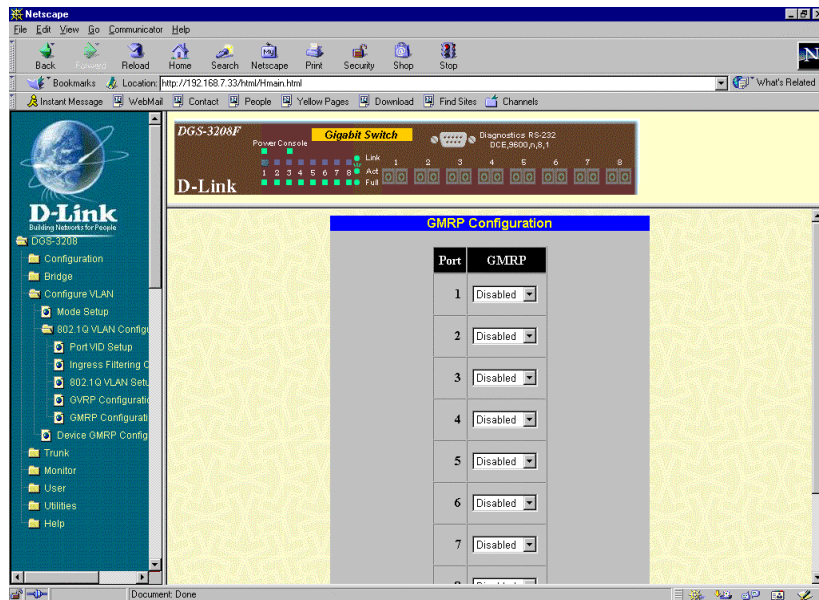 Netscape
File Edit View Go Communicator Help
Back Forward Reload Home Search Netscape Print Security Shop Stop
Bookmarks Location: http://192.168.7.33/html/Hmain.html What's Related
Instant Message WebMail Contact People Yellow Pages Download Find Sites Channels
DGS-3208F
Gigabit Switch
Power Console
Diagnostics RS-232
DCE,9600,n,8,1
Link
1 2 3 4 5 6 7 8
Act
1 2 3 4 5 6 7 8
Full
D-Link
D-Link
Building Networks for People
DGS-3208
Configuration
Bridge
Configure VLAN
Mode Setup
802.1Q VLAN Configu
Port VID Setup
Ingress Filtering C
802.1Q VLAN Setu
GVRP Configuratio
GMRP Configurati
Device GMRP Config
Trunk
Monitor
User
Utilities
Help
GMRP Configuration
Port GMRP
1 Disabled
2 Disabled
3 Disabled
4 Disabled
5 Disabled
6 Disabled
7 Disabled
Document: Done